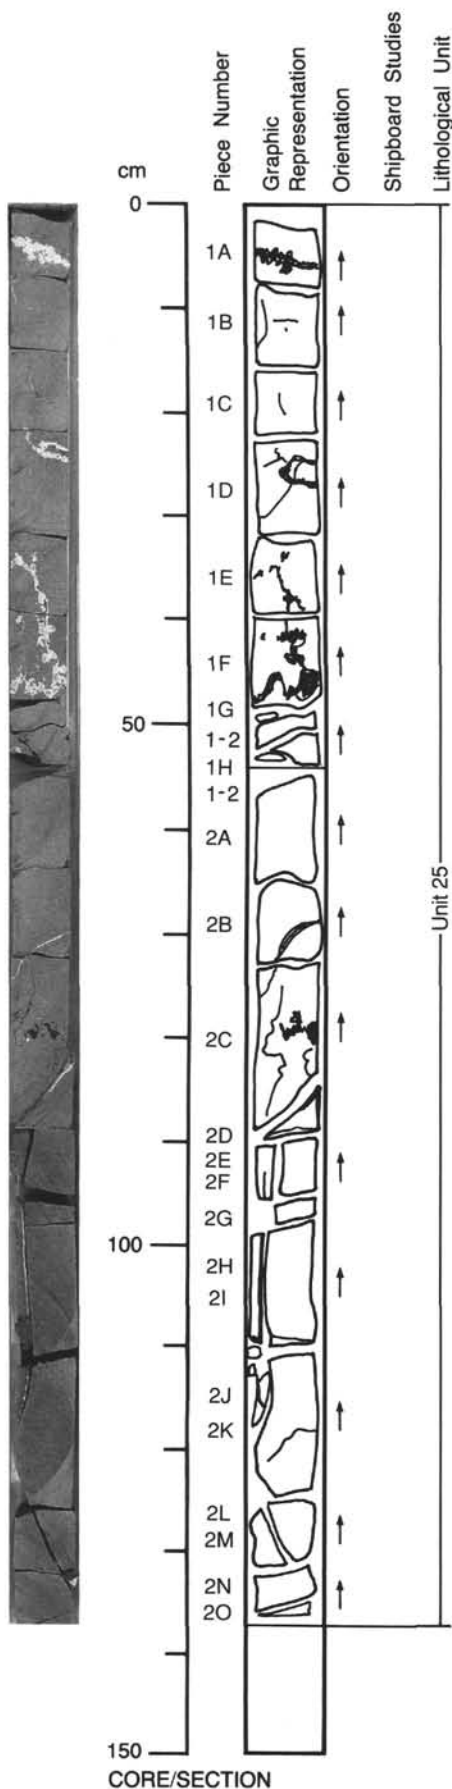 cm
Piece Number
Graphic
Representation
Orientation
Shipboard Studies
Lithological Unit
0
1A
1B
1C
1D
1E
1F
1G
50
1-2
1H
1-2
2A
Unit 25
2B
2C
2D
2E
2F
2G
100
2H
2I
2J
2K
2L
2M
2N
2O
150
CORE/SECTION